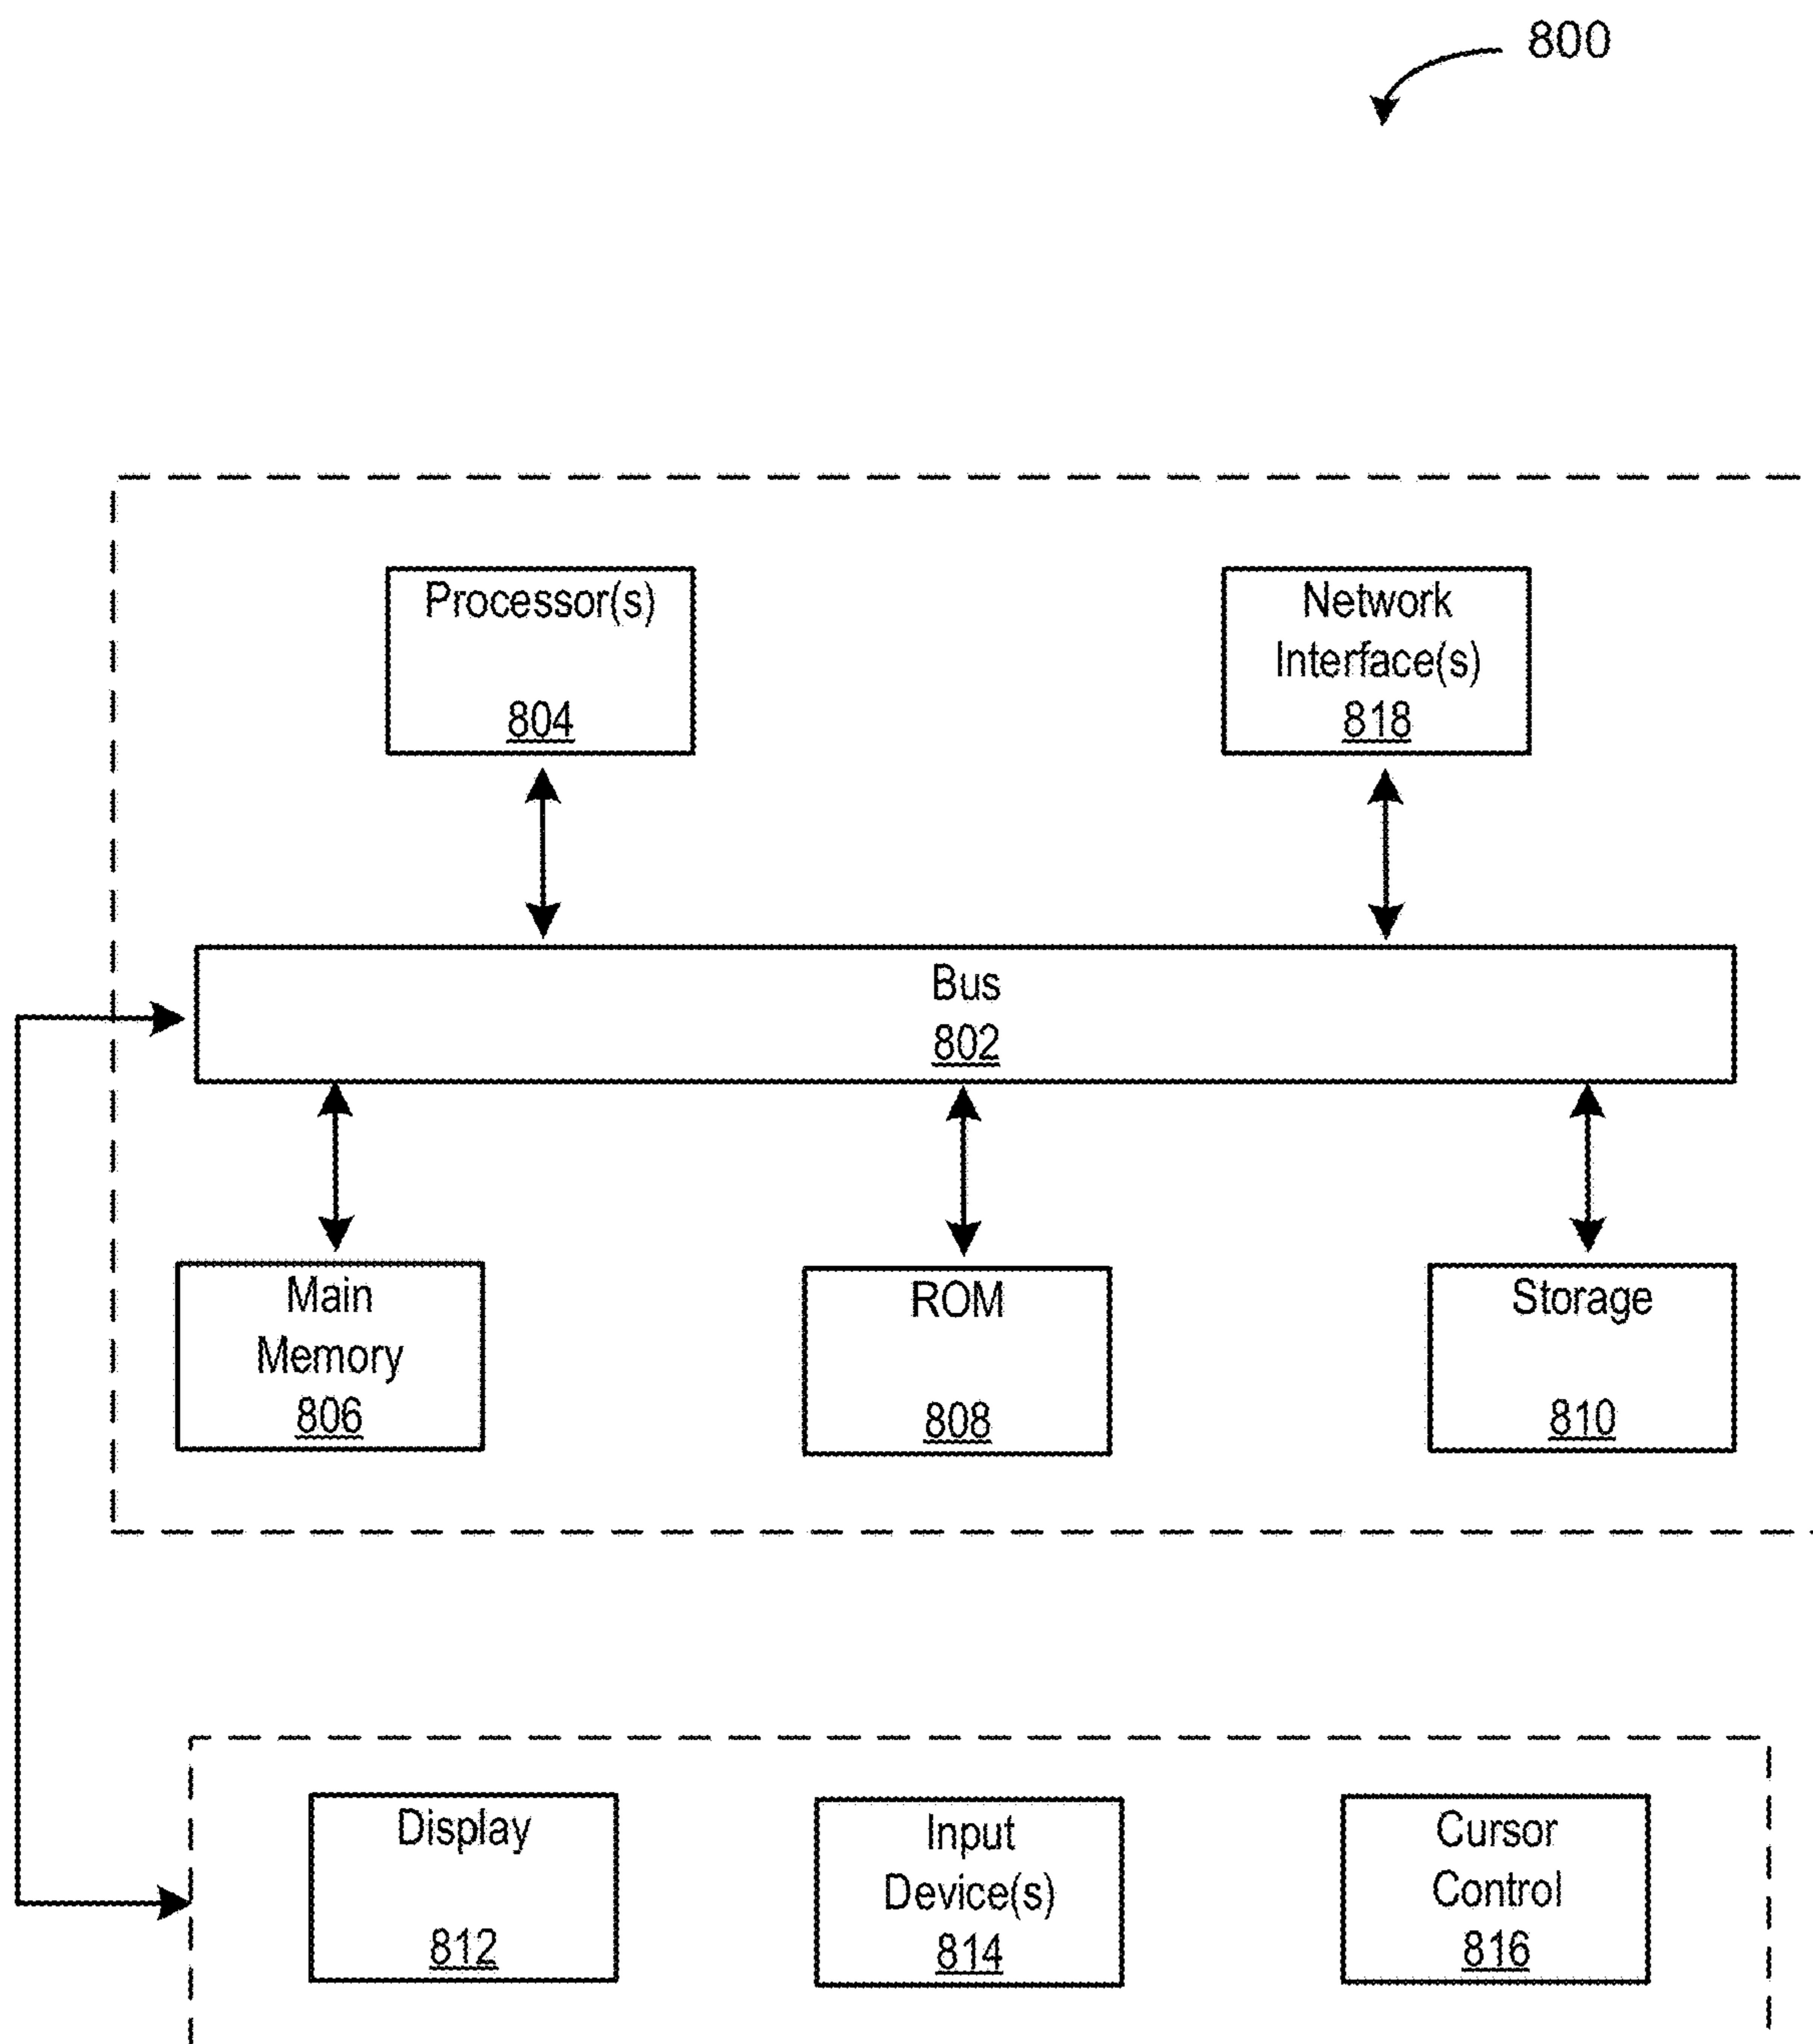 800
Processor(s)
804
Network
Interface(s)
818
Bus
802
Main
Memory
806
ROM
808
Storage
810
Display
812
Input
Device(s)
814
Cursor
Control
816